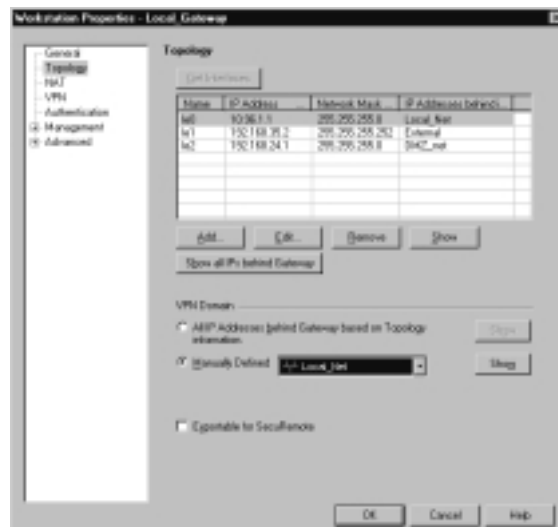 Workstation Properties - Local_Gateway
General
Topology
NAT
VPN
Authentication
Management
Advanced
Topology
Get Interfaces
Name IP Address ... Network Mask ... IP Addresses behind...
le0 10.96.1.1 255.255.255.0 Local_Net
le1 192.168.35.2 255.255.255.252 External
le2 192.168.24.1 255.255.255.0 DMZ_net
Add... Edit... Remove Show
Show all IPs behind Gateway
VPN Domain
All IP Addresses behind Gateway based on Topology information.
Show
Manually Defined Local_Net Show
Exportable for SecuRemote
OK Cancel Help